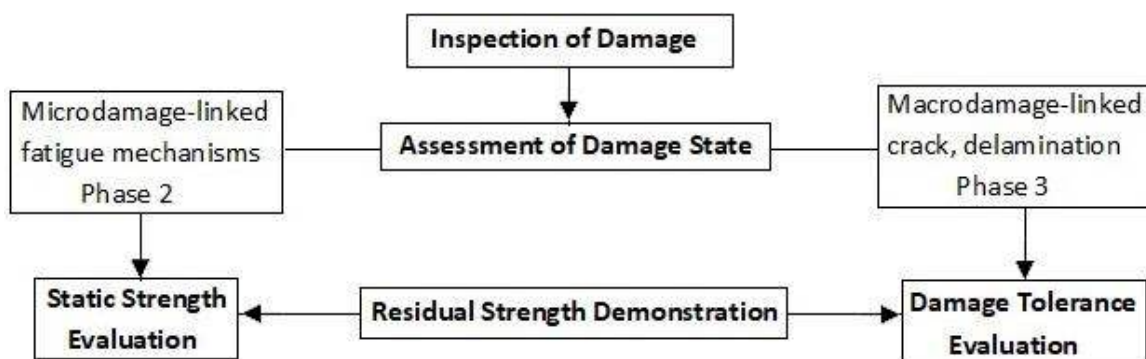 Inspection of Damage
Microdamage-linked
fatigue mechanisms
Phase 2
Assessment of Damage State
Macrodamage-linked
crack, delamination
Phase 3
Static Strength
Evaluation
Residual Strength Demonstration
Damage Tolerance
Evaluation